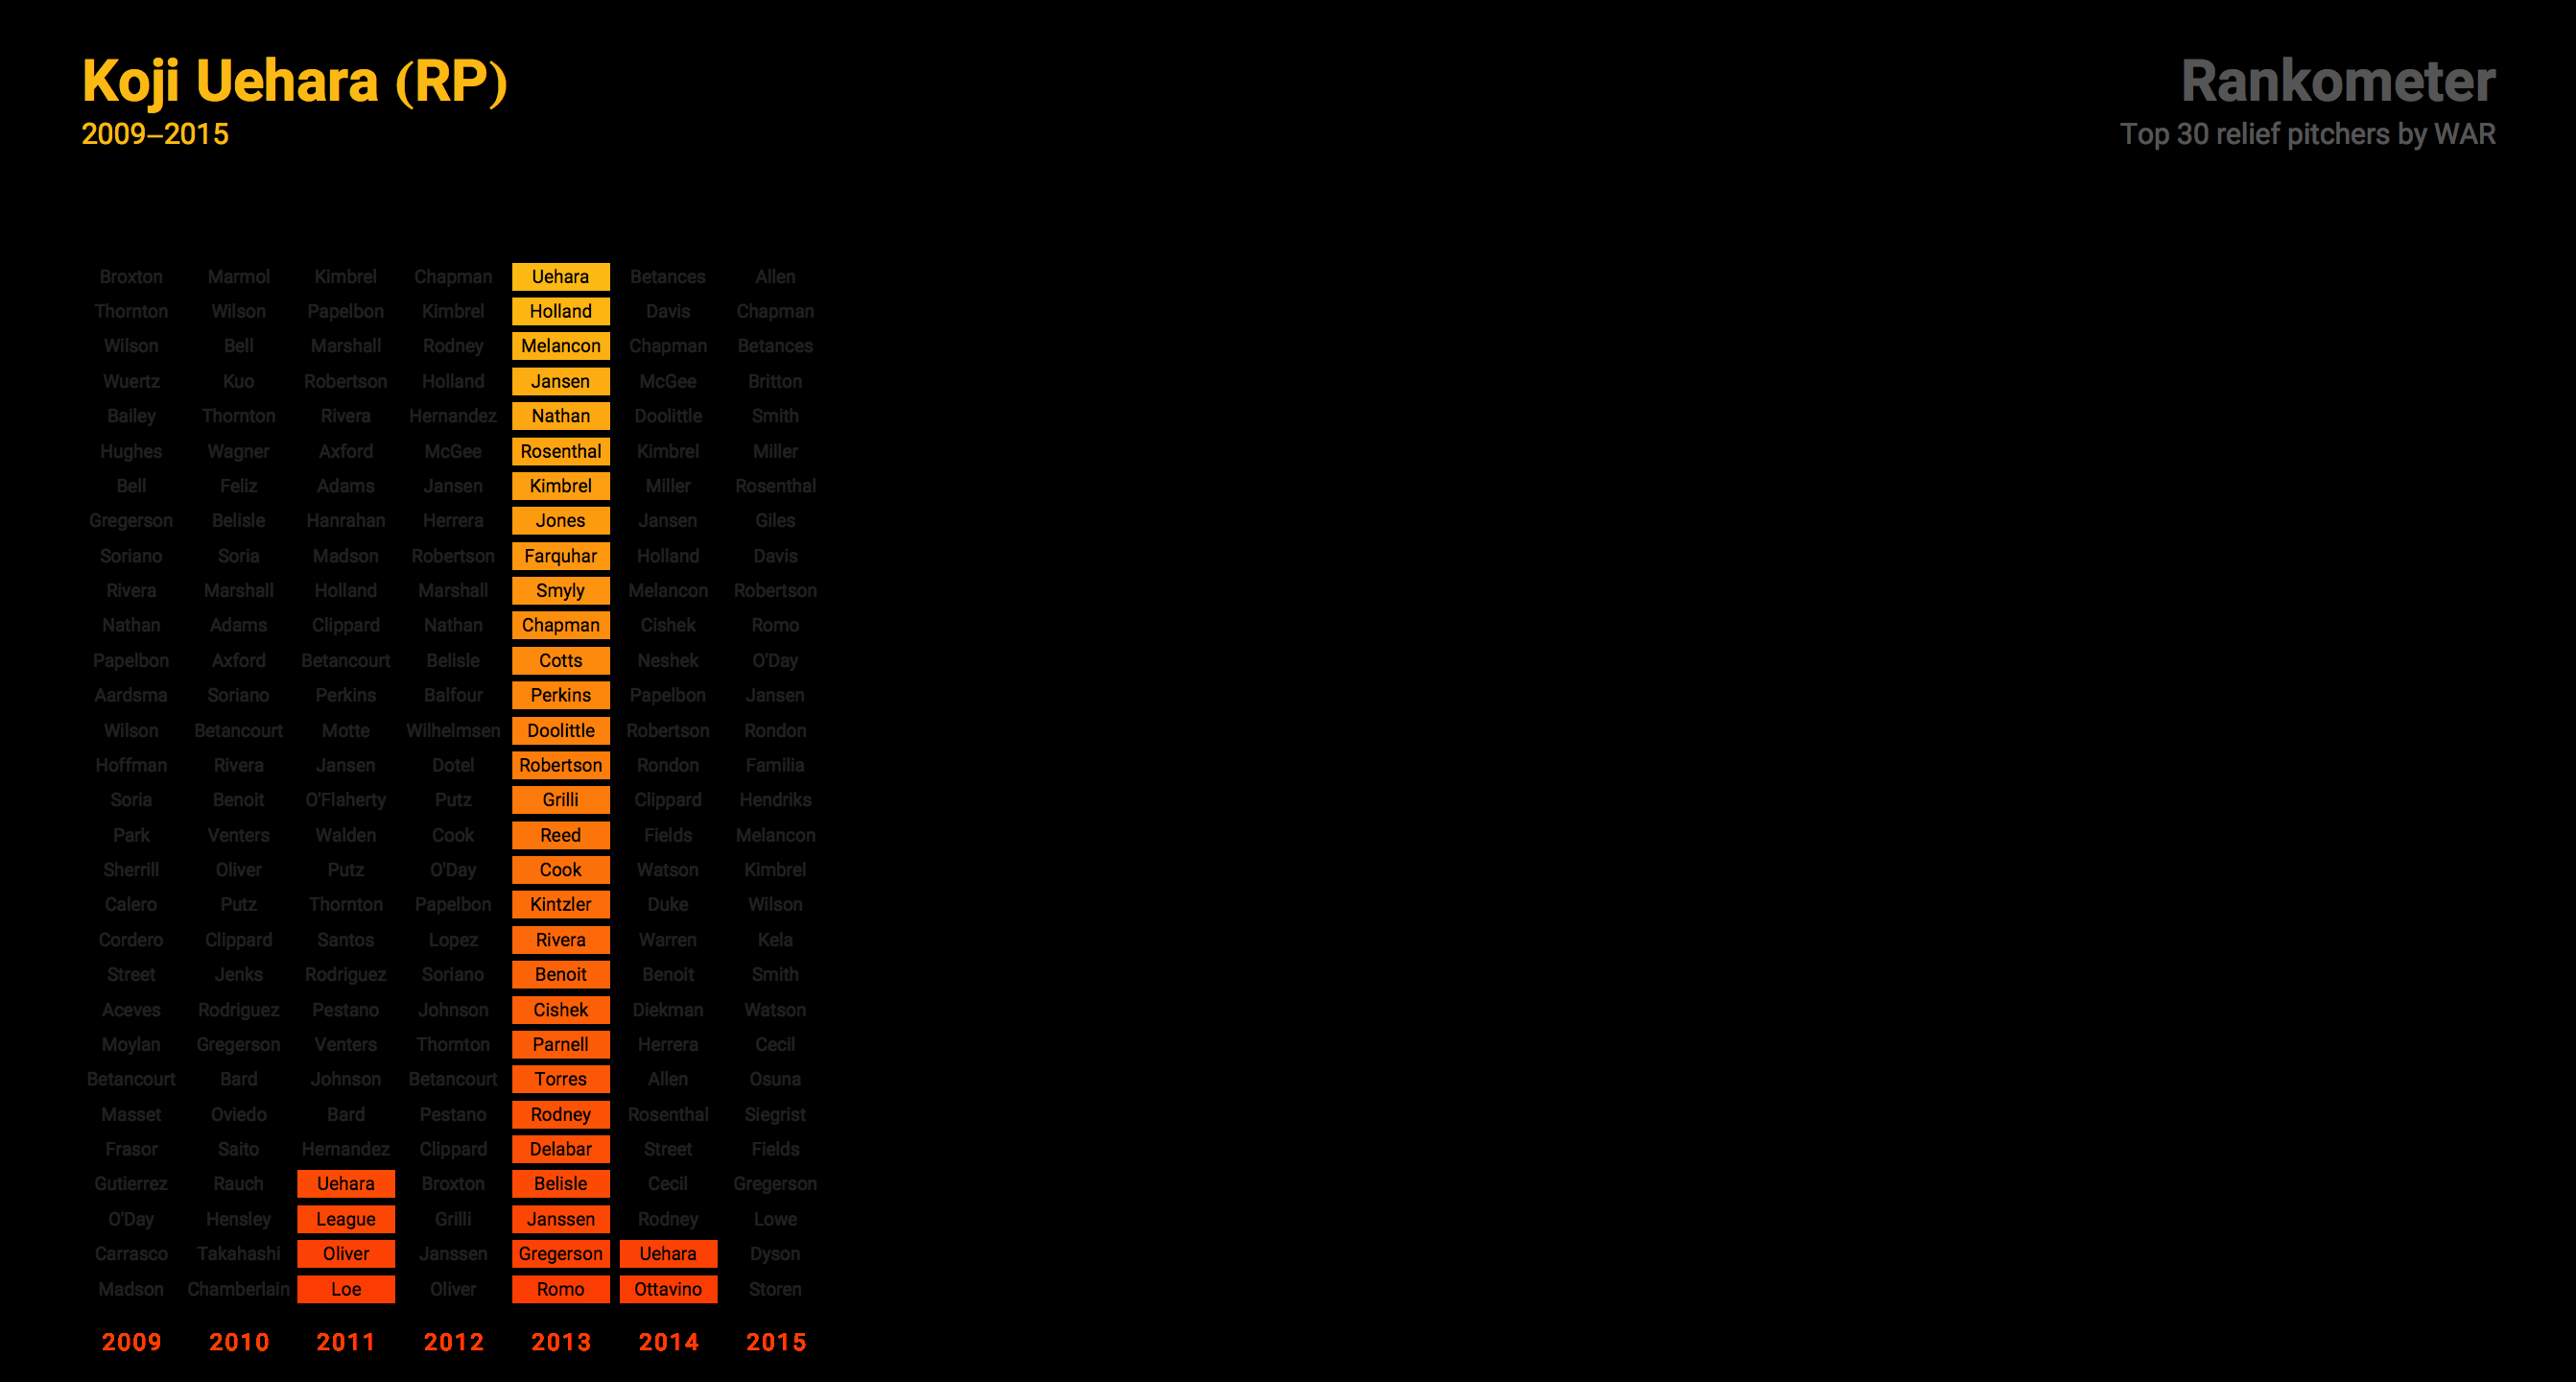 Koji Uehara (RP)
2009–2015
Rankometer
Top 30 relief pitchers by WAR
Broxton Marmol Kimbrel Chapman Uehara Betances Allen
Thornton Wilson Papelbon Kimbrel Holland Davis Chapman
Wilson Bell Marshall Rodney Melancon Chapman Betances
Wuertz Kuo Robertson Holland Jansen McGee Britton
Bailey Thornton Rivera Hernandez Nathan Doolittle Smith
Hughes Wagner Axford McGee Rosenthal Kimbrel Miller
Bell Feliz Adams Jansen Kimbrel Miller Rosenthal
Gregerson Belisle Hanrahan Herrera Jones Jansen Giles
Soriano Soria Madson Robertson Farquhar Holland Davis
Rivera Marshall Holland Marshall Smyly Melancon Robertson
Nathan Adams Clippard Nathan Chapman Cishek Romo
Papelbon Axford Betancourt Belisle Cotts Neshek O'Day
Aardsma Soriano Perkins Balfour Perkins Papelbon Jansen
Wilson Betancourt Motte Wilhelmsen Doolittle Robertson Rondon
Hoffman Rivera Jansen Dotel Robertson Rondon Familia
Soria Benoit O'Flaherty Putz Grilli Clippard Hendriks
Park Venters Walden Cook Reed Fields Melancon
Sherrill Oliver Putz O'Day Cook Watson Kimbrel
Calero Putz Thornton Papelbon Kintzler Duke Wilson
Cordero Clippard Santos Lopez Rivera Warren Kela
Street Jenks Rodriguez Soriano Benoit Benoit Smith
Aceves Rodriguez Pestano Johnson Cishek Diekman Watson
Moylan Gregerson Venters Thornton Parnell Herrera Cecil
Betancourt Bard Johnson Betancourt Torres Allen Osuna
Masset Oviedo Bard Pestano Rodney Rosenthal Siegrist
Frasor Saito Hernandez Clippard Delabar Street Fields
Gutierrez Rauch Uehara Broxton Belisle Cecil Gregerson
O'Day Hensley League Grilli Janssen Rodney Lowe
Carrasco Takahashi Oliver Janssen Gregerson Uehara Dyson
Madson Chamberlain Loe Oliver Romo Ottavino Storen
2009 2010 2011 2012 2013 2014 2015